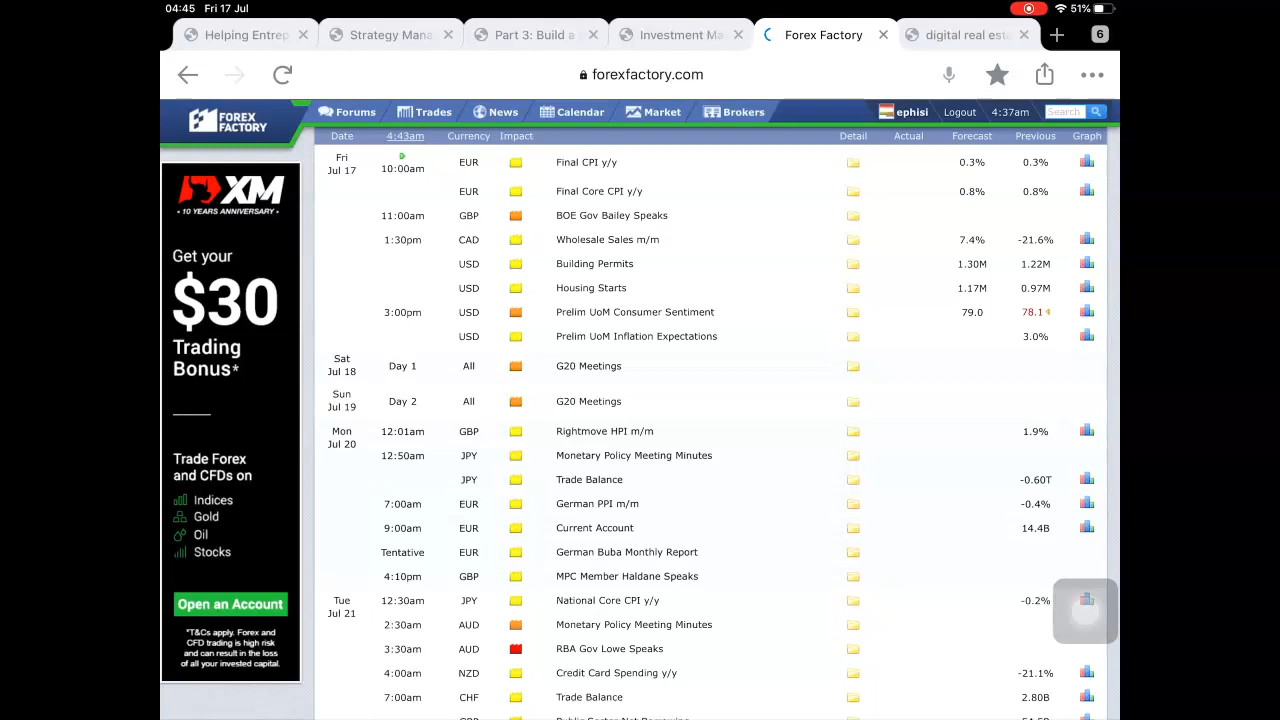 04:45 Fri 17 Jul 51%
Helping Entrep Strategy Mana Part 3: Build a Investment Ma Forex Factory digital real esta 6
forexfactory.com
FOREX FACTORY Forums Trades News Calendar Market Brokers ephisi Logout 4:37am Search
Date 4:43am Currency Impact Detail Actual Forecast Previous Graph
Fri Jul 17 10:00am EUR Final CPI y/y 0.3% 0.3%
EUR Final Core CPI y/y 0.8% 0.8%
11:00am GBP BOE Gov Bailey Speaks
1:30pm CAD Wholesale Sales m/m 7.4% -21.6%
USD Building Permits 1.30M 1.22M
USD Housing Starts 1.17M 0.97M
3:00pm USD Prelim UoM Consumer Sentiment 79.0 78.1
USD Prelim UoM Inflation Expectations 3.0%
Sat Jul 18 Day 1 All G20 Meetings
Sun Jul 19 Day 2 All G20 Meetings
Mon Jul 20 12:01am GBP Rightmove HPI m/m 1.9%
12:50am JPY Monetary Policy Meeting Minutes
JPY Trade Balance -0.60T
7:00am EUR German PPI m/m -0.4%
9:00am EUR Current Account 14.4B
Tentative EUR German Buba Monthly Report
4:10pm GBP MPC Member Haldane Speaks
Tue Jul 21 12:30am JPY National Core CPI y/y -0.2%
2:30am AUD Monetary Policy Meeting Minutes
3:30am AUD RBA Gov Lowe Speaks
4:00am NZD Credit Card Spending y/y -21.1%
7:00am CHF Trade Balance 2.80B
XM
• 10 YEARS ANNIVERSARY •
Get your
$30
Trading
Bonus*
Trade Forex
and CFDs on
Indices
Gold
Oil
Stocks
Open an Account
*T&Cs apply. Forex and
CFD trading is high risk
and can result in the loss
of all your invested capital.